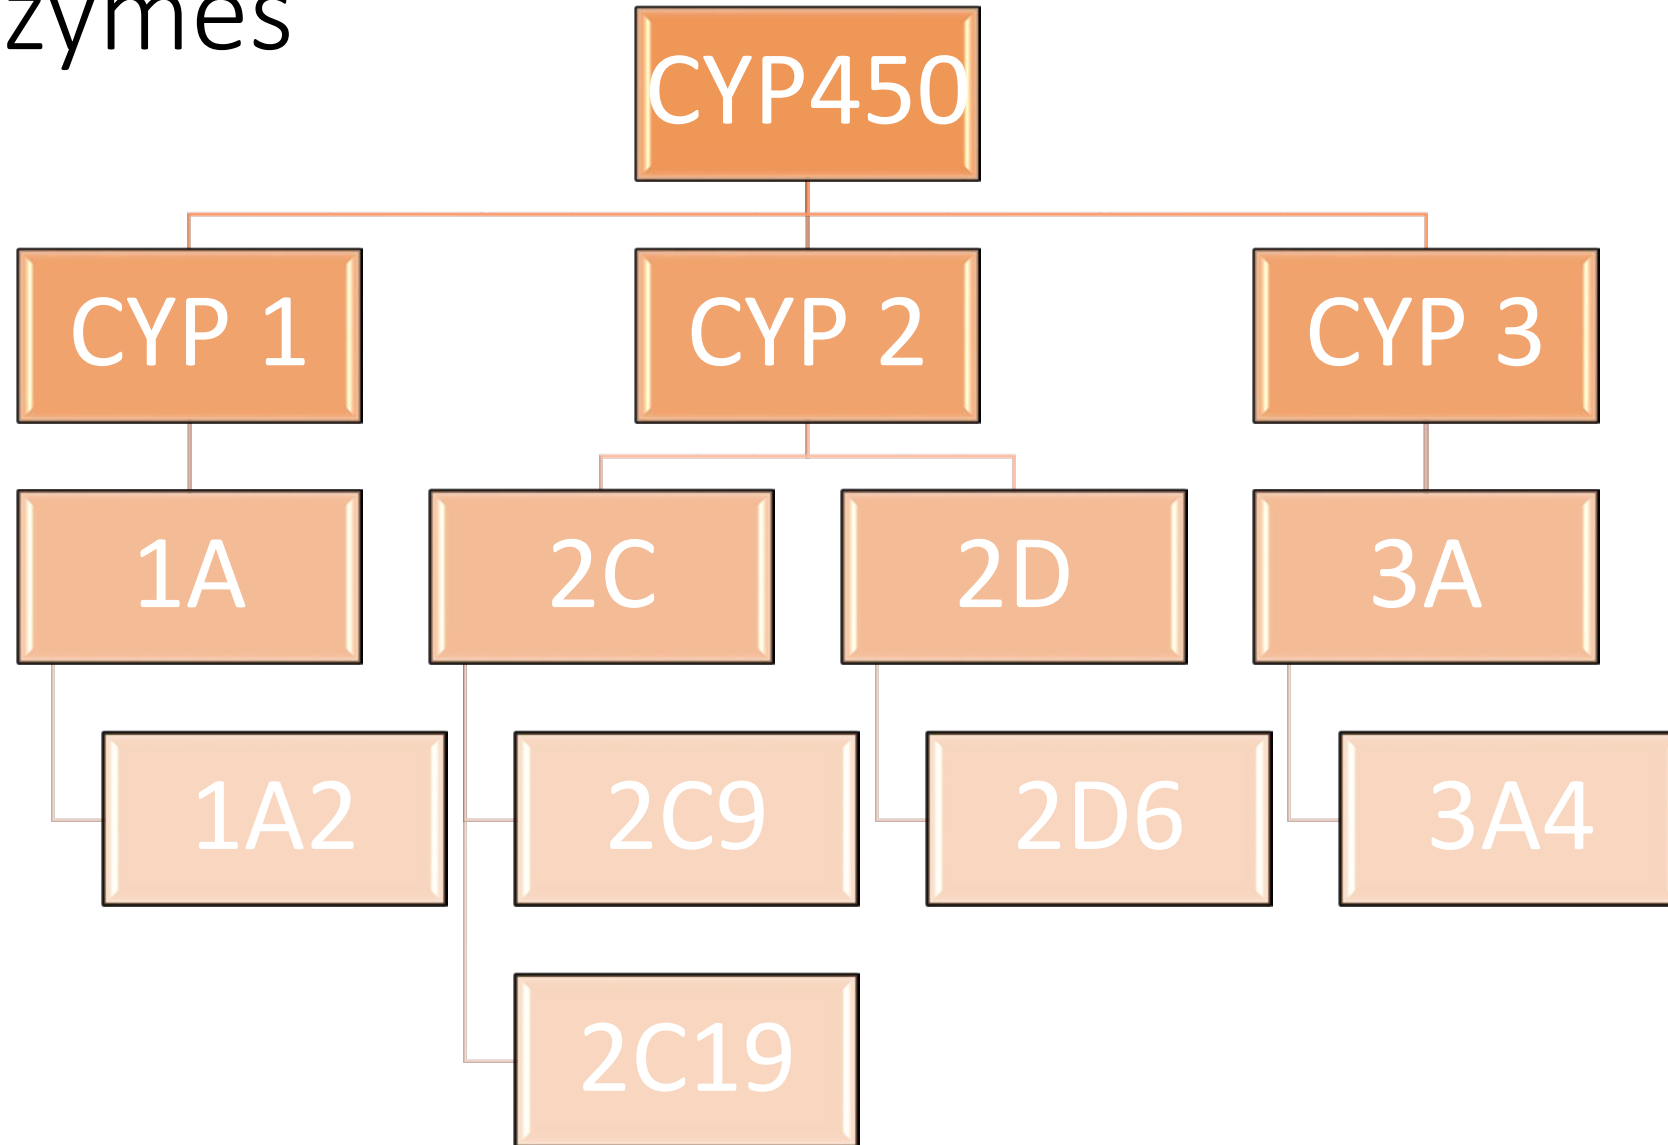 zymes
CYP450
CYP 1 CYP 2 CYP 3
1A 2C 2D 3A
1A2 2C9 2D6 3A4
2C19